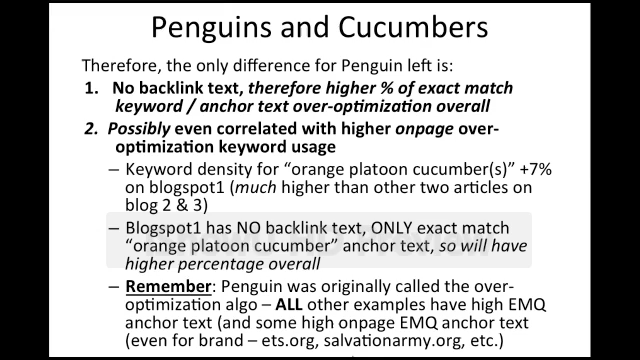 Penguins and Cucumbers
Therefore, the only difference for Penguin left is:
1. No backlink text, therefore higher % of exact match
keyword / anchor text over-optimization overall
2. Possibly even correlated with higher onpage over-
optimization keyword usage
– Keyword density for “orange platoon cucumber(s)” +7%
on blogspot1 (much higher than other two articles on
blog 2 & 3)
– Blogspot1 has NO backlink text, ONLY exact match
“orange platoon cucumber” anchor text, so will have
higher percentage overall
– Remember: Penguin was originally called the over-
optimization algo – ALL other examples have high EMQ
anchor text (and some high onpage EMQ anchor text
(even for brand – ets.org, salvationarmy.org, etc.)